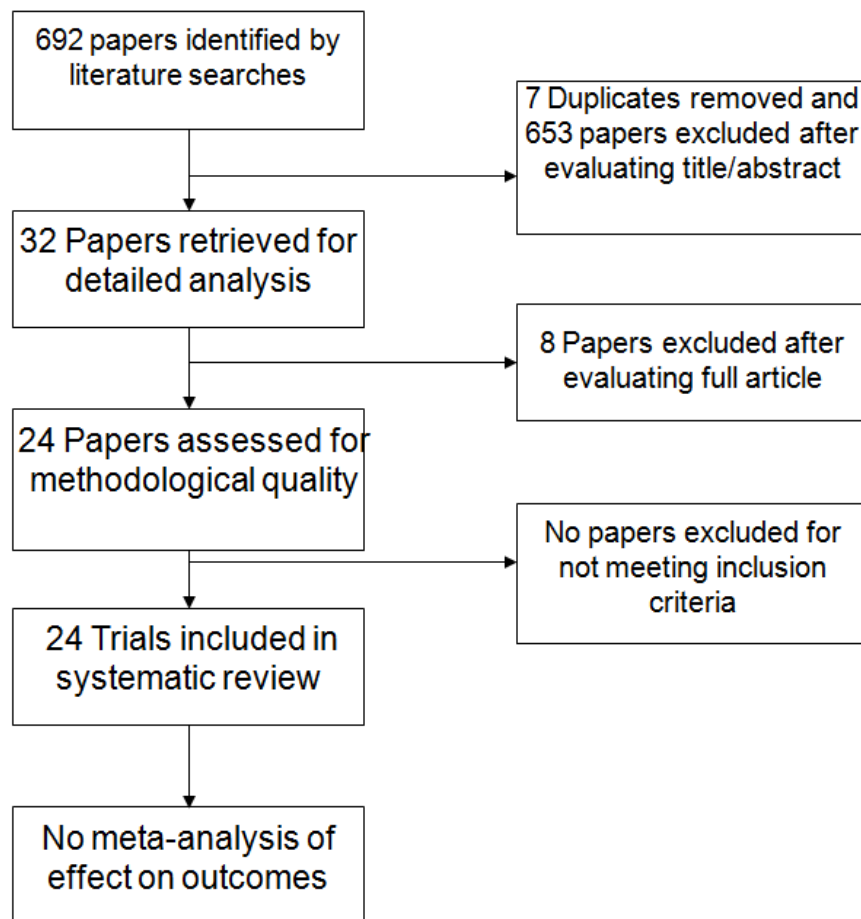 692 papers identified by
literature searches
7 Duplicates removed and
653 papers excluded after
evaluating title/abstract
32 Papers retrieved for
detailed analysis
8 Papers excluded after
evaluating full article
24 Papers assessed for
methodological quality
No papers excluded for
not meeting inclusion
criteria
24 Trials included in
systematic review
No meta-analysis of
effect on outcomes